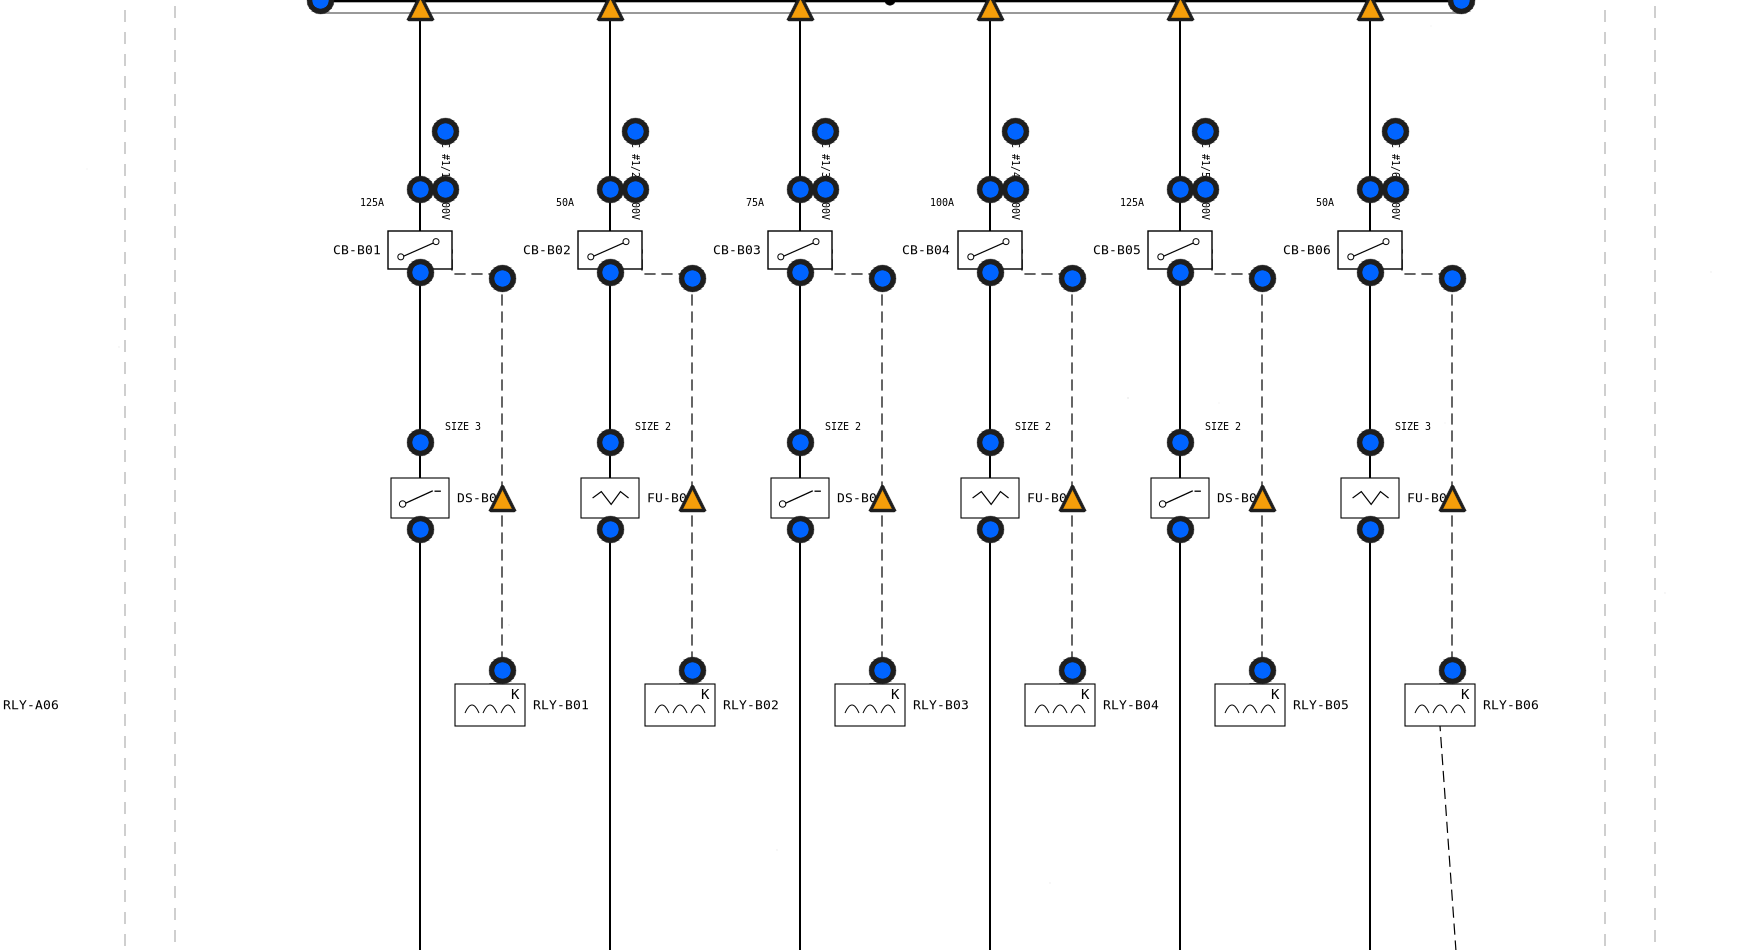 125A
50A
75A
100A
125A
50A
CB-B01
CB-B02
CB-B03
CB-B04
CB-B05
CB-B06
SIZE 3
SIZE 2
SIZE 2
SIZE 2
SIZE 2
SIZE 3
K
K
K
K
K
K
RLY-A06
RLY-B01
RLY-B02
RLY-B03
RLY-B04
RLY-B05
RLY-B06